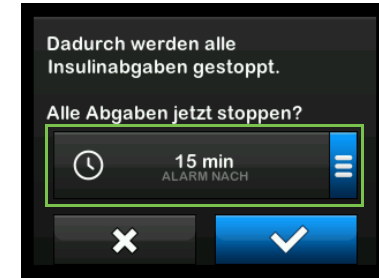 Dadurch werden alle
Insulinabgaben gestoppt.
Alle Abgaben jetzt stoppen?
15 min
ALARM NACH